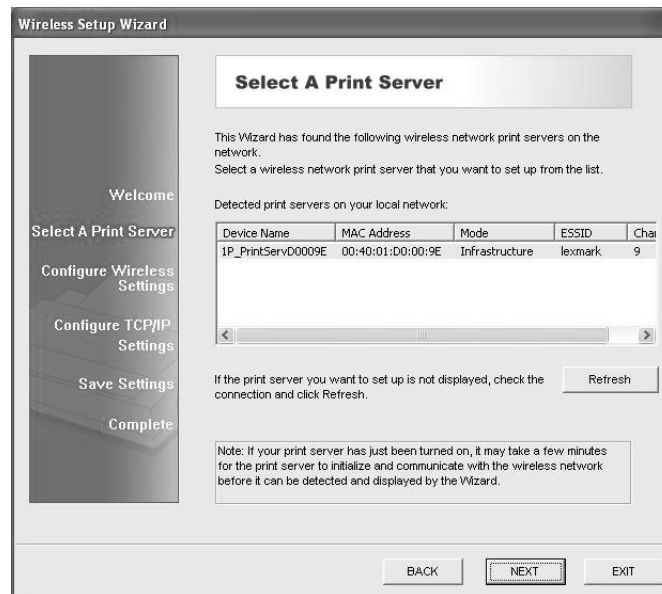 Wireless Setup Wizard
Welcome
Select A Print Server
Configure Wireless
Settings
Configure TCP/IP
Settings
Save Settings
Complete
Select A Print Server
This Wizard has found the following wireless network print servers on the
network.
Select a wireless network print server that you want to set up from the list.
Detected print servers on your local network:
Device Name MAC Address Mode ESSID Chan
1P_PrintServD0009E 00:40:01:D0:00:9E Infrastructure lexmark 9
If the print server you want to set up is not displayed, check the
connection and click Refresh.
Refresh
Note: If your print server has just been turned on, it may take a few minutes
for the print server to initialize and communicate with the wireless network
before it can be detected and displayed by the Wizard.
BACK NEXT EXIT